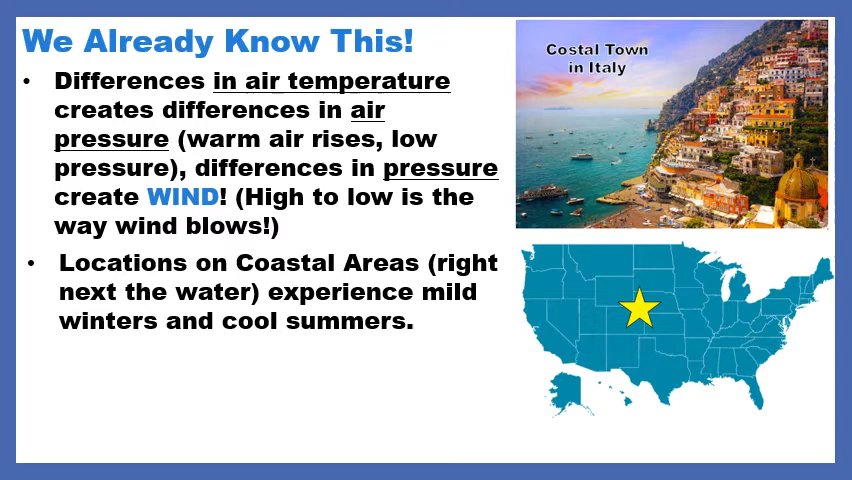 We Already Know This!
• Differences in air temperature
creates differences in air
pressure (warm air rises, low
pressure), differences in pressure
create WIND! (High to low is the
way wind blows!)
• Locations on Coastal Areas (right
next the water) experience mild
winters and cool summers.
Costal Town
in Italy